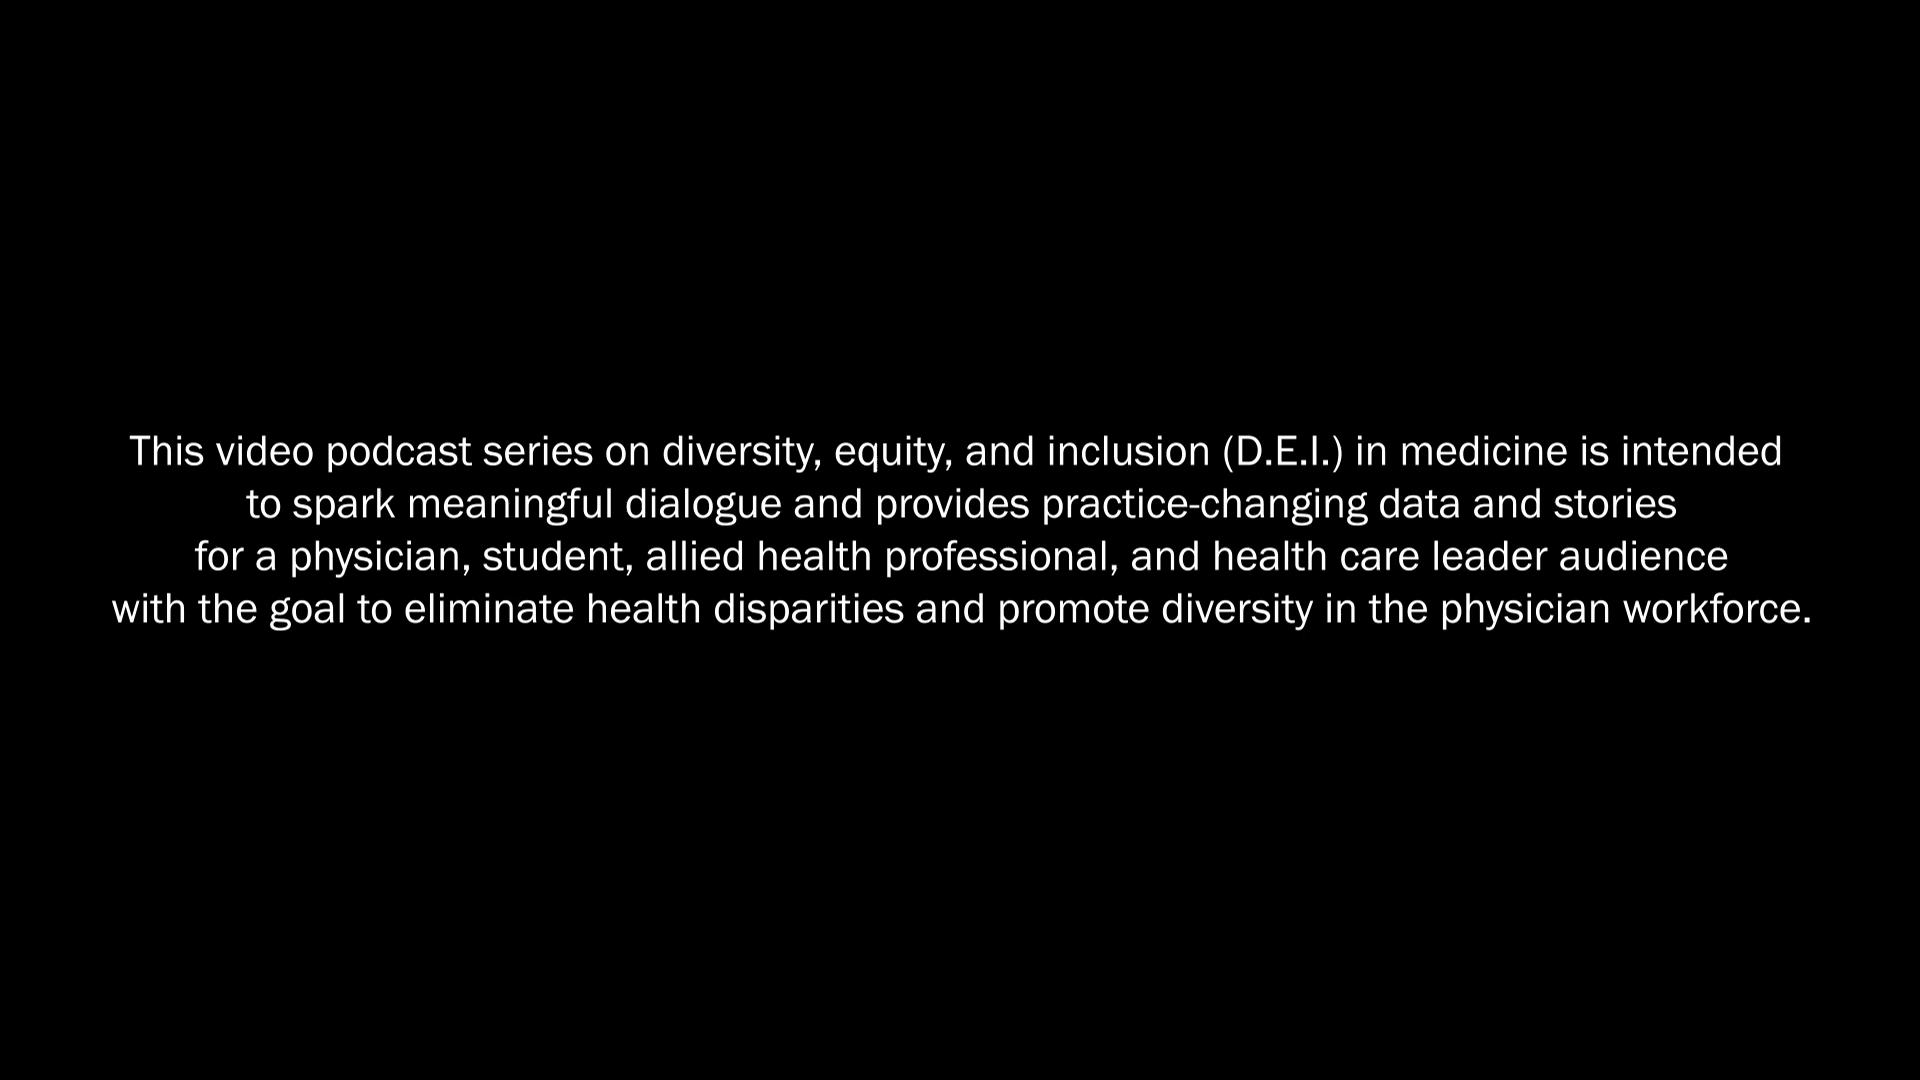 This video podcast series on diversity, equity, and inclusion (D.E.I.) in medicine is intended
to spark meaningful dialogue and provides practice-changing data and stories
for a physician, student, allied health professional, and health care leader audience
with the goal to eliminate health disparities and promote diversity in the physician workforce.